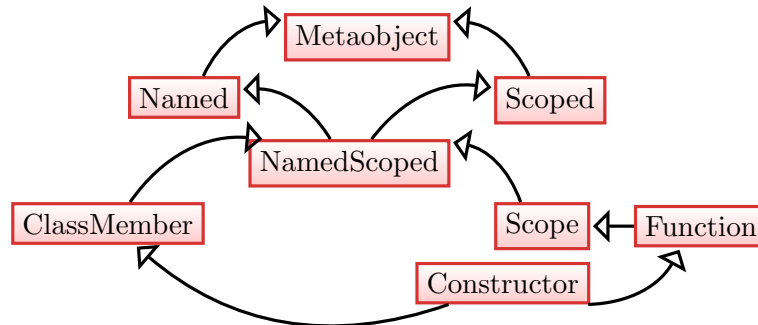 Metaobject
Named
Scoped
NamedScoped
ClassMember
Scope
Function
Constructor